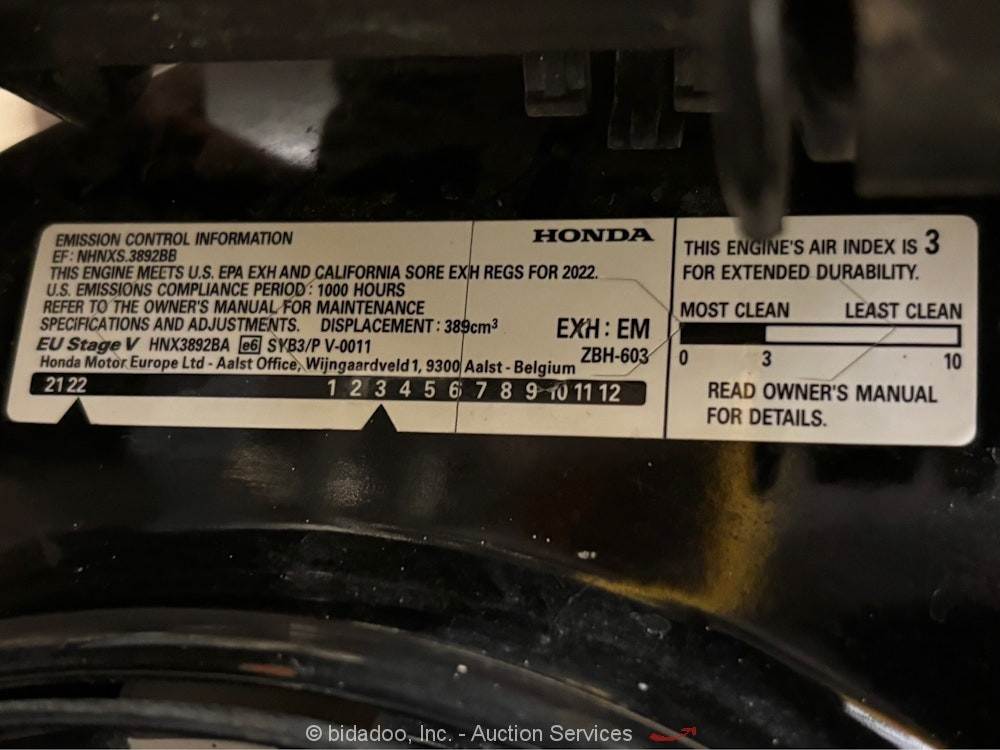 EMISSION CONTROL INFORMATION
EF: NHNXS.3892BB
THIS ENGINE MEETS U.S. EPA EXH AND CALIFORNIA SORE EXH REGS FOR 2022.
U.S. EMISSIONS COMPLIANCE PERIOD: 1000 HOURS
REFER TO THE OWNER'S MANUAL FOR MAINTENANCE
SPECIFICATIONS AND ADJUSTMENTS. DISPLACEMENT: 389cm³
EU Stage V HNX3892BA e6 SYB3/P V-0011
Honda Motor Europe Ltd - Aalst Office, Wijngaardveld 1, 9300 Aalst - Belgium
21 22 1 2 3 4 5 6 7 8 9 10 11 12
HONDA
EXH: EM
ZBH-603
THIS ENGINE'S AIR INDEX IS 3
FOR EXTENDED DURABILITY.
MOST CLEAN LEAST CLEAN
0 3 10
READ OWNER'S MANUAL
FOR DETAILS.
© bidadoo, Inc. - Auction Services